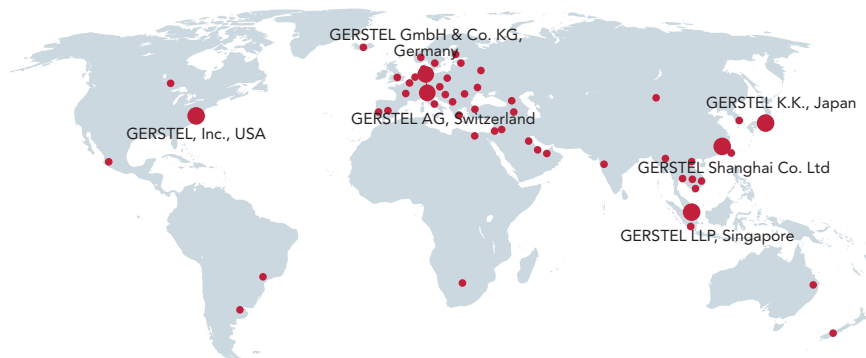 GERSTEL GmbH & Co. KG,
Germany
GERSTEL K.K., Japan
GERSTEL AG, Switzerland
GERSTEL, Inc., USA
GERSTEL Shanghai Co. Ltd
GERSTEL LLP, Singapore